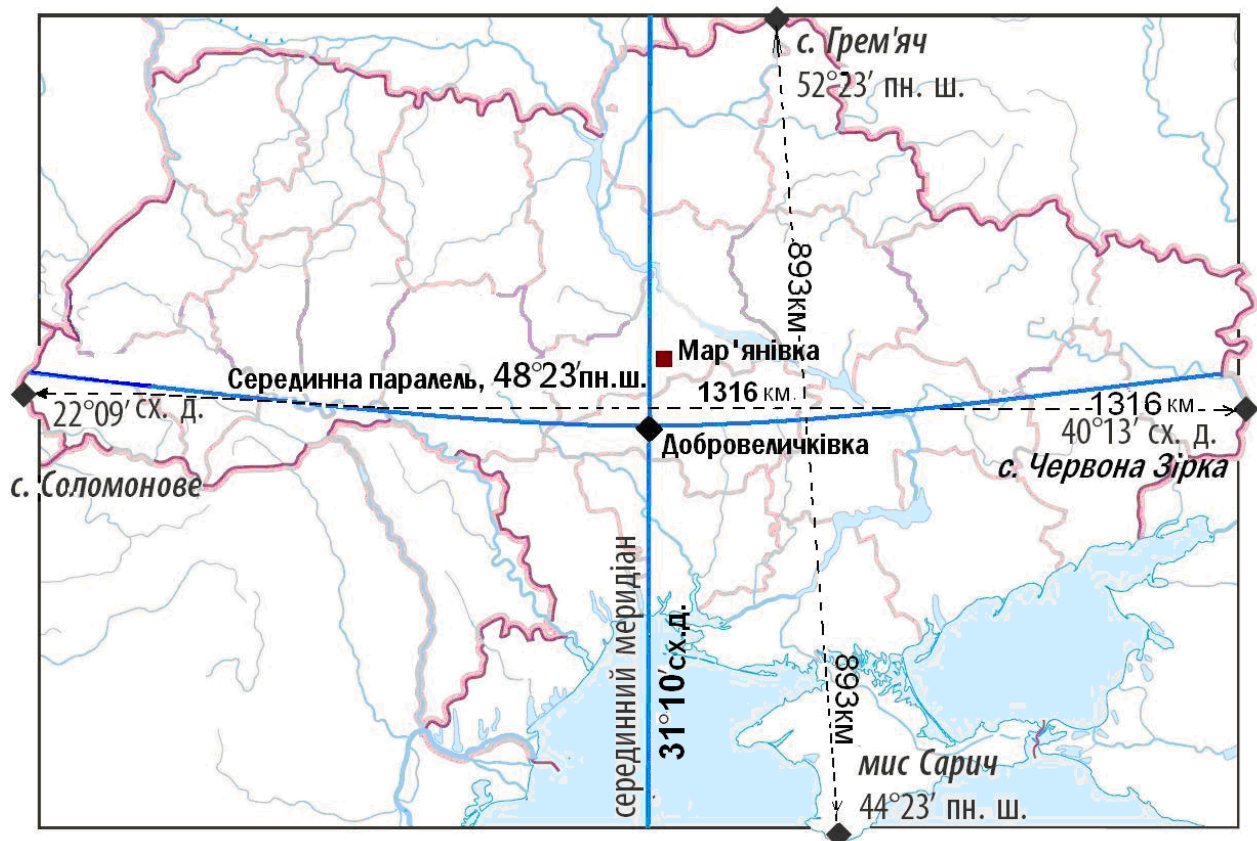 с. Грем'яч
52°23′ пн. ш.
893км
Мар'янівка
Серединна паралель, 48°23′пн.ш.
1316 км.
22°09′ сх. д.
1316 км
40°13′ сх. д.
Добровеличківка
с. Червона Зірка
с. Соломонове
серединний меридіан
31°10′сх.д.
893км
мис Сарич
44°23′ пн. ш.